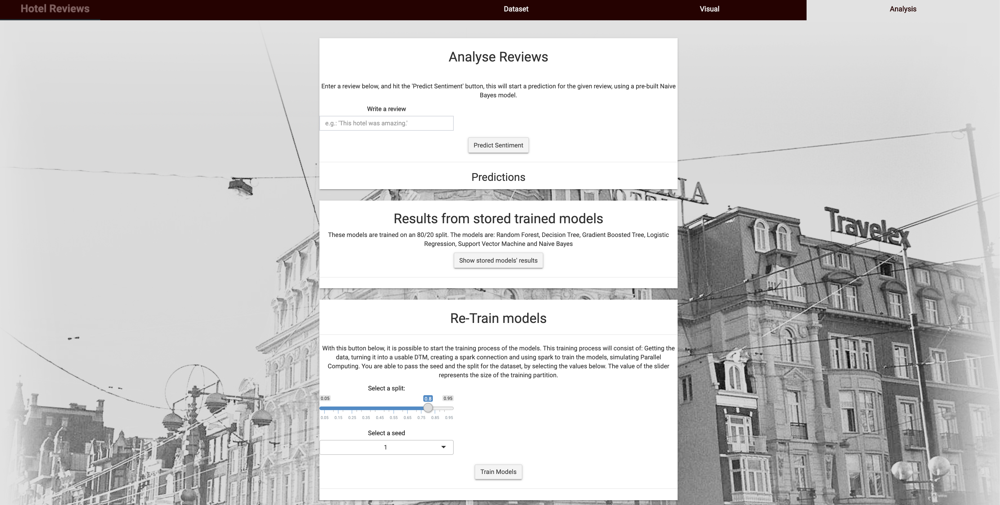 Hotel Reviews
Dataset
Visual
Analysis
Analyse Reviews
Enter a review below, and hit the 'Predict Sentiment' button, this will start a prediction for the given review, using a pre-built Naive
Bayes model.
Write a review
e.g.: 'This hotel was amazing.'
Predict Sentiment
Predictions
Results from stored trained models
These models are trained on an 80/20 split. The models are: Random Forest, Decision Tree, Gradient Boosted Tree, Logistic
Regression, Support Vector Machine and Naive Bayes
Show stored models' results
Travelex
Re-Train models
With this button below, it is possible to start the training process of the models. This training process will consist of: Getting the
data, turning it into a usable DTM, creating a spark connection and using spark to train the models, simulating Parallel
Computing. You are able to pass the seed and the split for the dataset, by selecting the values below. The value of the slider
represents the size of the training partition.
Select a split:
0.05 0.8 0.95
0.05 0.15 0.25 0.35 0.45 0.55 0.65 0.75 0.85 0.95
Select a seed
1
Train Models